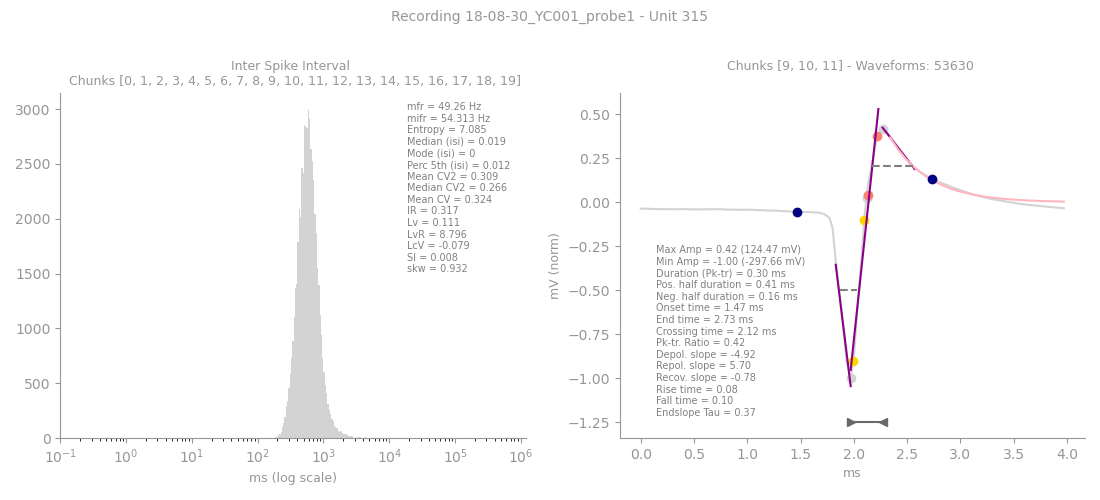 Recording 18-08-30_YC001_probe1 - Unit 315
Inter Spike Interval
Chunks [0, 1, 2, 3, 4, 5, 6, 7, 8, 9, 10, 11, 12, 13, 14, 15, 16, 17, 18, 19]
3000
2500
2000
1500
1000
500
0
mfr = 49.26 Hz
mifr = 54.313 Hz
Entropy = 7.085
Median (isi) = 0.019
Mode (isi) = 0
Perc 5th (isi) = 0.012
Mean CV2 = 0.309
Median CV2 = 0.266
Mean CV = 0.324
IR = 0.317
Lv = 0.111
LvR = 8.796
LcV = -0.079
SI = 0.008
skw = 0.932
10⁻¹ 10⁰ 10¹ 10² 10³ 10⁴ 10⁵ 10⁶
ms (log scale)
Chunks [9, 10, 11] - Waveforms: 53630
mV (norm)
0.50
0.25
0.00
−0.25
−0.50
−0.75
−1.00
−1.25
Max Amp = 0.42 (124.47 mV)
Min Amp = -1.00 (-297.66 mV)
Duration (Pk-tr) = 0.30 ms
Pos. half duration = 0.41 ms
Neg. half duration = 0.16 ms
Onset time = 1.47 ms
End time = 2.73 ms
Crossing time = 2.12 ms
Pk-tr. Ratio = 0.42
Depol. slope = -4.92
Repol. slope = 5.70
Recov. slope = -0.78
Rise time = 0.08
Fall time = 0.10
Endslope Tau = 0.37
0.0 0.5 1.0 1.5 2.0 2.5 3.0 3.5 4.0
ms